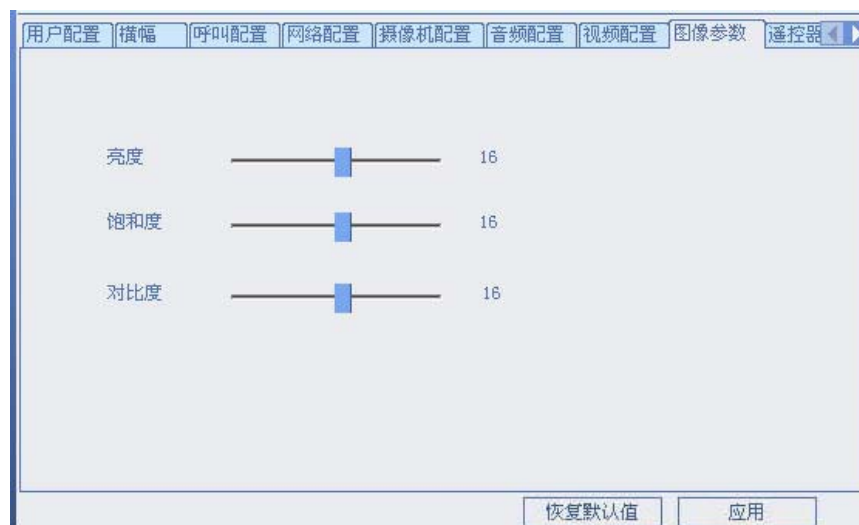 用户配置 横幅 呼叫配置 网络配置 摄像机配置 音频配置 视频配置 图像参数 遥控器
亮度 16
饱和度 16
对比度 16
恢复默认值 应用